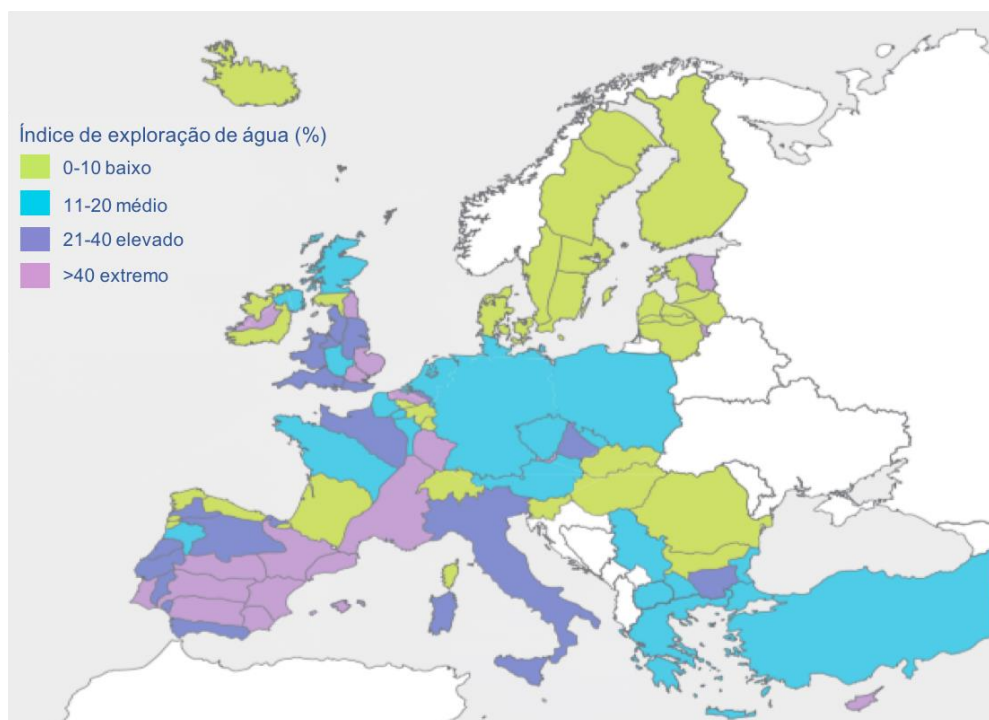 Índice de exploração de água (%)
0-10 baixo
11-20 médio
21-40 elevado
>40 extremo